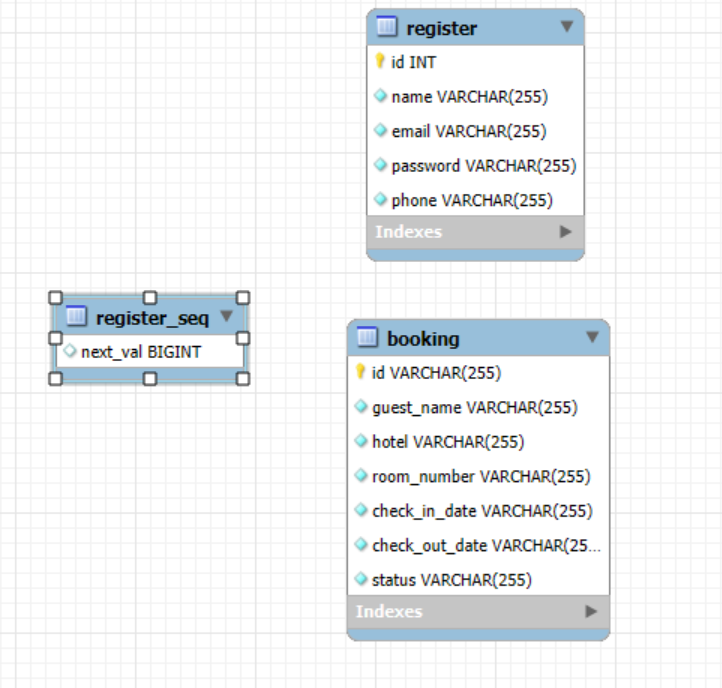 register
id INT
name VARCHAR(255)
email VARCHAR(255)
password VARCHAR(255)
phone VARCHAR(255)
Indexes
register_seq
next_val BIGINT
booking
id VARCHAR(255)
guest_name VARCHAR(255)
hotel VARCHAR(255)
room_number VARCHAR(255)
check_in_date VARCHAR(255)
check_out_date VARCHAR(25...
status VARCHAR(255)
Indexes